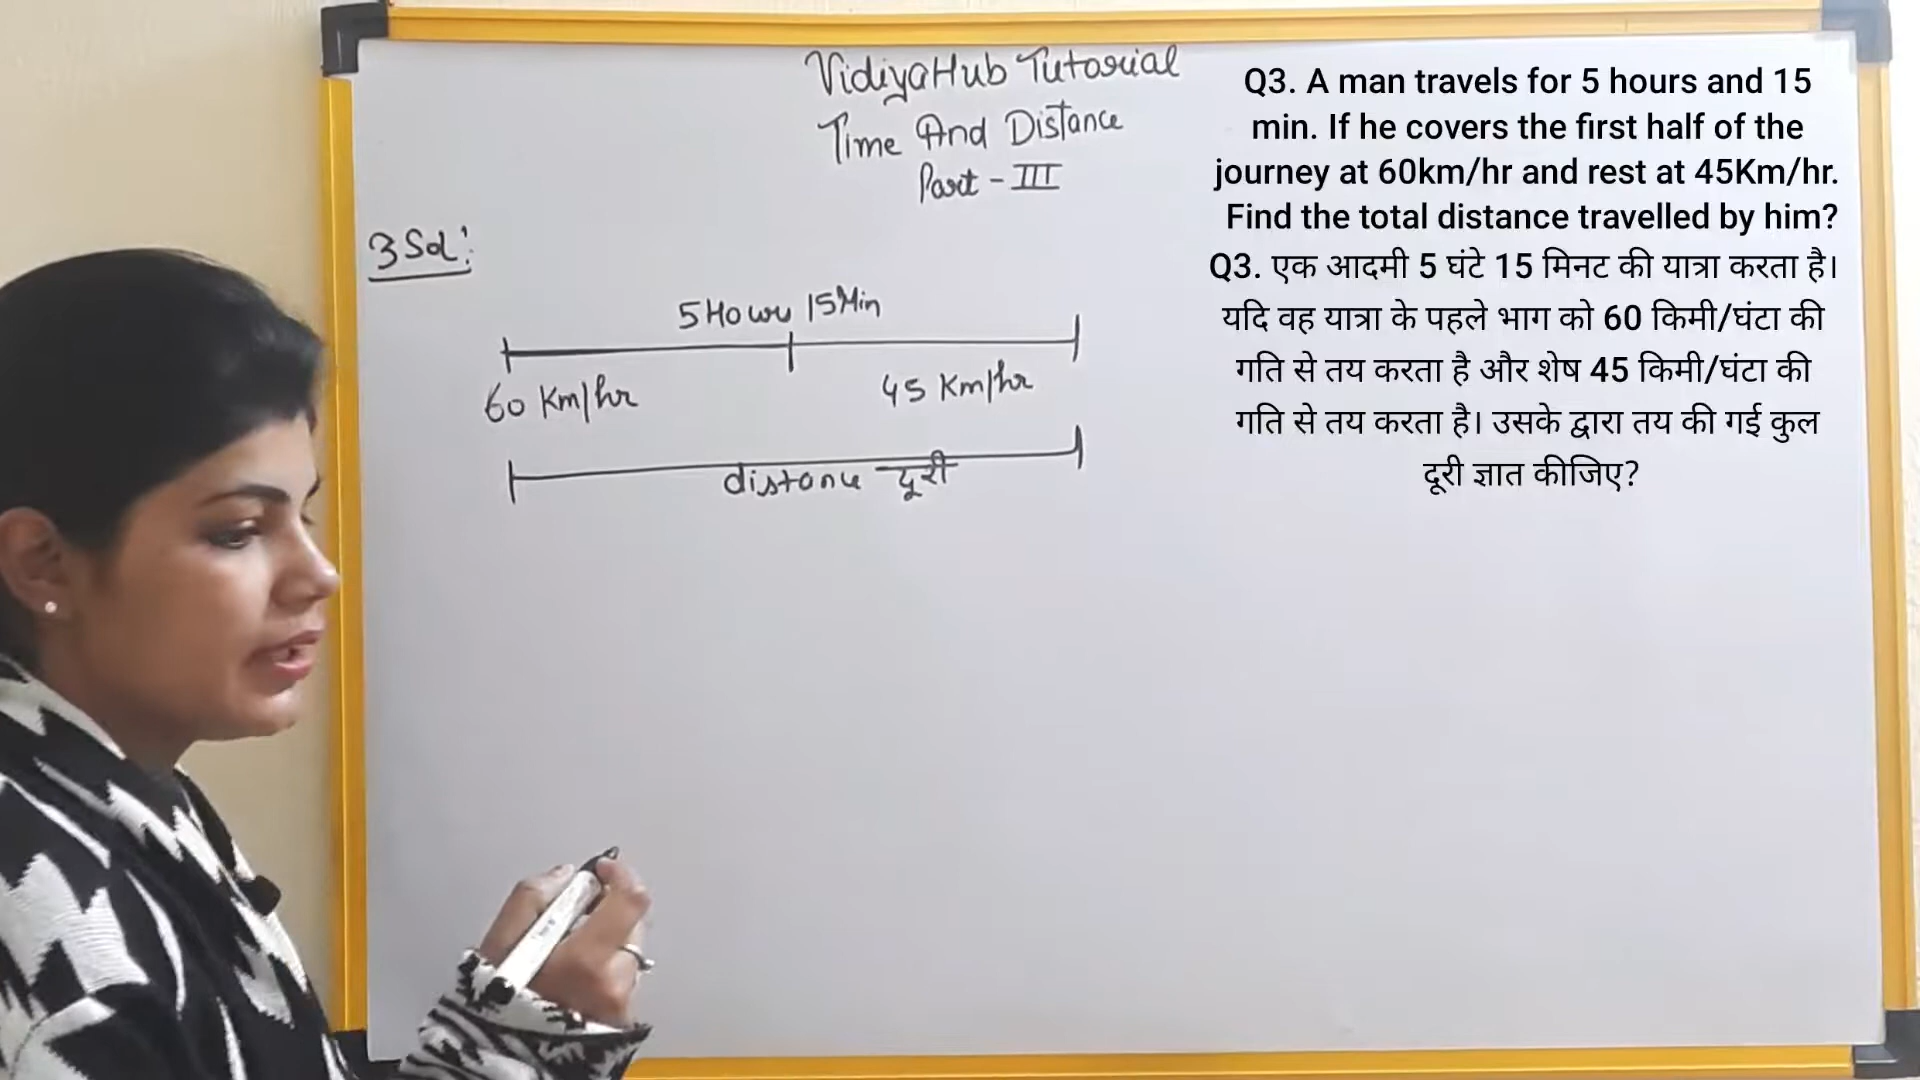 VidiyaHub Tutorial
Time And Distance
Part - III
3 Sol:
5 Hours 15 Min
60 Km/hr
45 Km/hr
distance दूरी
Q3. A man travels for 5 hours and 15
min. If he covers the first half of the
journey at 60km/hr and rest at 45Km/hr.
Find the total distance travelled by him?
Q3. एक आदमी 5 घंटे 15 मिनट की यात्रा करता है।
यदि वह यात्रा के पहले भाग को 60 किमी/घंटा की
गति से तय करता है और शेष 45 किमी/घंटा की
गति से तय करता है। उसके द्वारा तय की गई कुल
दूरी ज्ञात कीजिए?